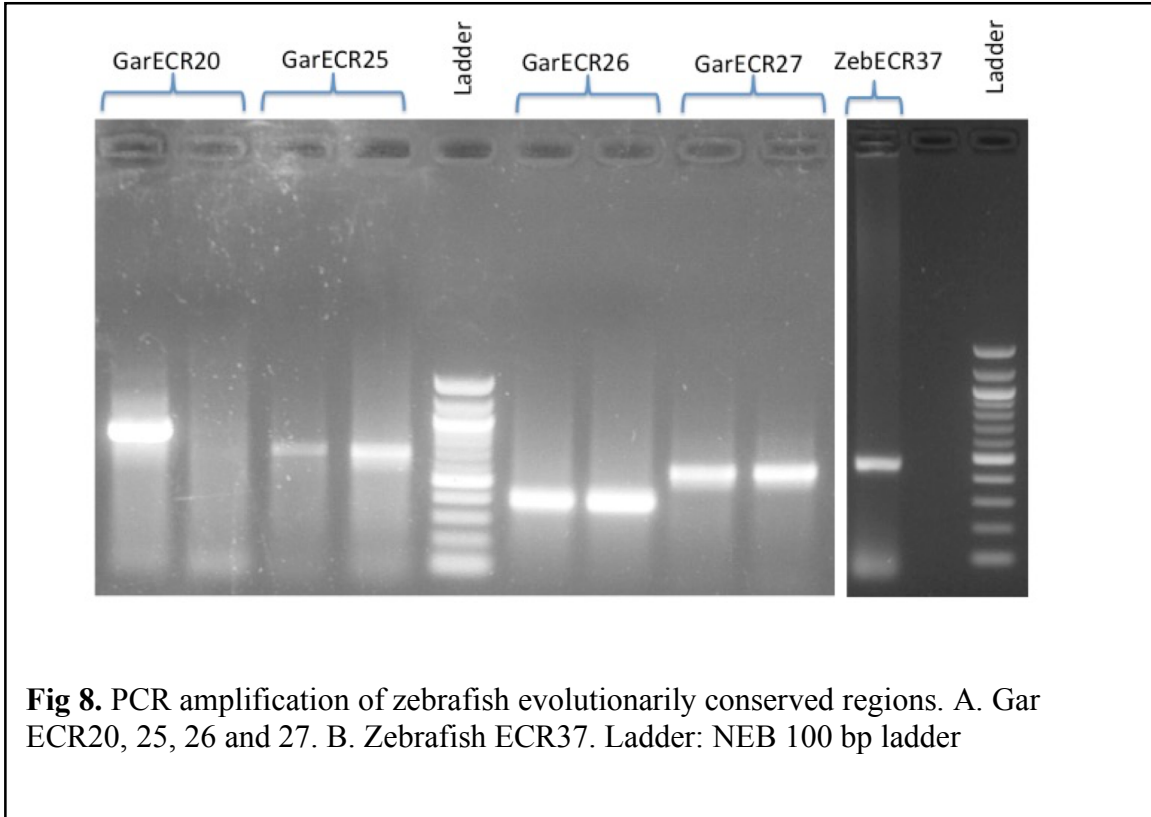 GarECR20
GarECR25
Ladder
GarECR26
GarECR27
ZebECR37
Ladder
Fig 8. PCR amplification of zebrafish evolutionarily conserved regions. A. Gar
ECR20, 25, 26 and 27. B. Zebrafish ECR37. Ladder: NEB 100 bp ladder